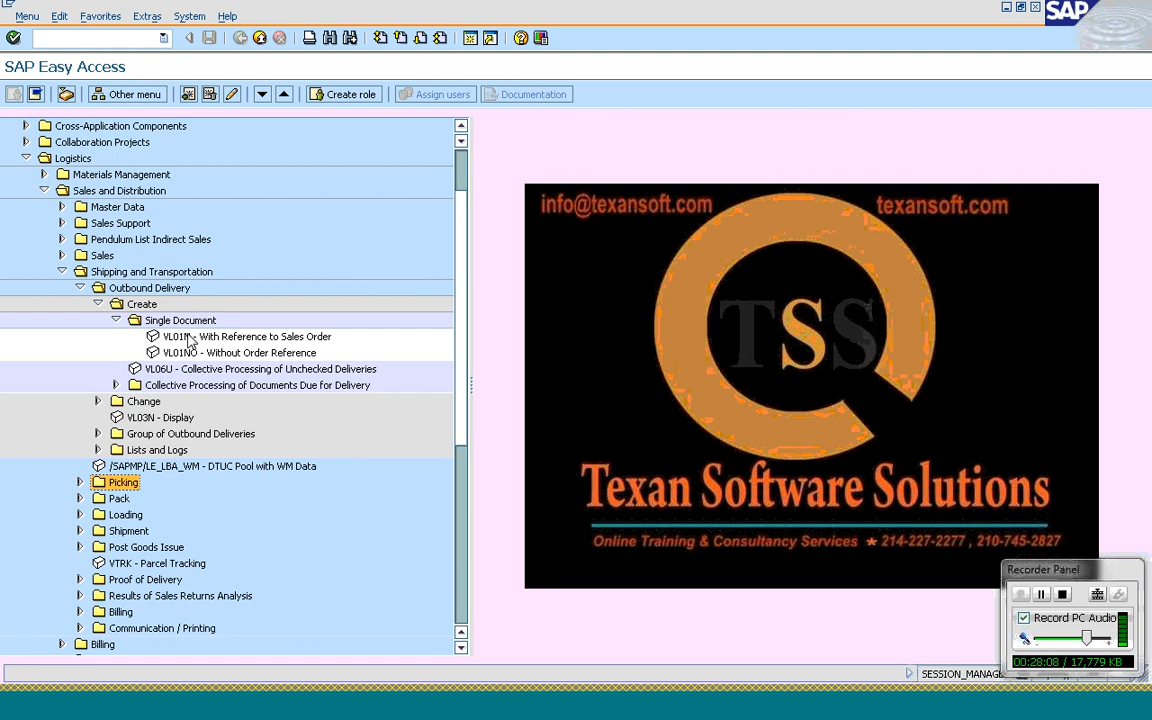 Menu Edit Favorites Extras System Help
SAP
SAP Easy Access
Other menu Create role Assign users Documentation
Cross-Application Components
Collaboration Projects
Logistics
Materials Management
Sales and Distribution
Master Data
Sales Support
Pendulum List Indirect Sales
Sales
Shipping and Transportation
Outbound Delivery
Create
Single Document
VL01N - With Reference to Sales Order
VL01NO - Without Order Reference
VL06U - Collective Processing of Unchecked Deliveries
Collective Processing of Documents Due for Delivery
Change
VL03N - Display
Group of Outbound Deliveries
Lists and Logs
/SAPMP/LE_LBA_WM - DTUC Pool with WM Data
Picking
Pack
Loading
Shipment
Post Goods Issue
VTRK - Parcel Tracking
Proof of Delivery
Results of Sales Returns Analysis
Billing
Communication / Printing
Billing
info@texansoft.com texansoft.com
TSS
Texan Software Solutions
Online Training & Consultancy Services * 214-227-2277 , 210-745-2827
Recorder Panel
Record PC Audio
00:28:08 / 17,779 KB
SESSION_MANAGE